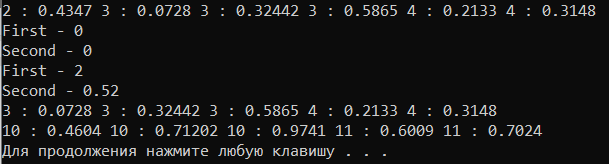 2 : 0.4347 3 : 0.0728 3 : 0.32442 3 : 0.5865 4 : 0.2133 4 : 0.3148
First - 0
Second - 0
First - 2
Second - 0.52
3 : 0.0728 3 : 0.32442 3 : 0.5865 4 : 0.2133 4 : 0.3148
10 : 0.4604 10 : 0.71202 10 : 0.9741 11 : 0.6009 11 : 0.7024
Для продолжения нажмите любую клавишу . . .